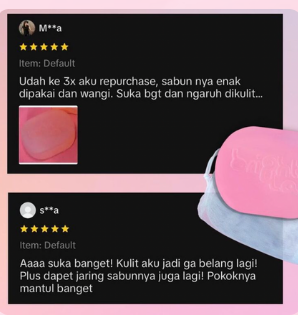 M**a
Item: Default
Udah ke 3x aku repurchase, sabun nya enak
dipakai dan wangi. Suka bgt dan ngaruh dikulit...
s**a
Item: Default
Aaaa suka banget! Kulit aku jadi ga belang lagi!
Plus dapet jaring sabunnya juga lagi! Pokoknya
mantul banget